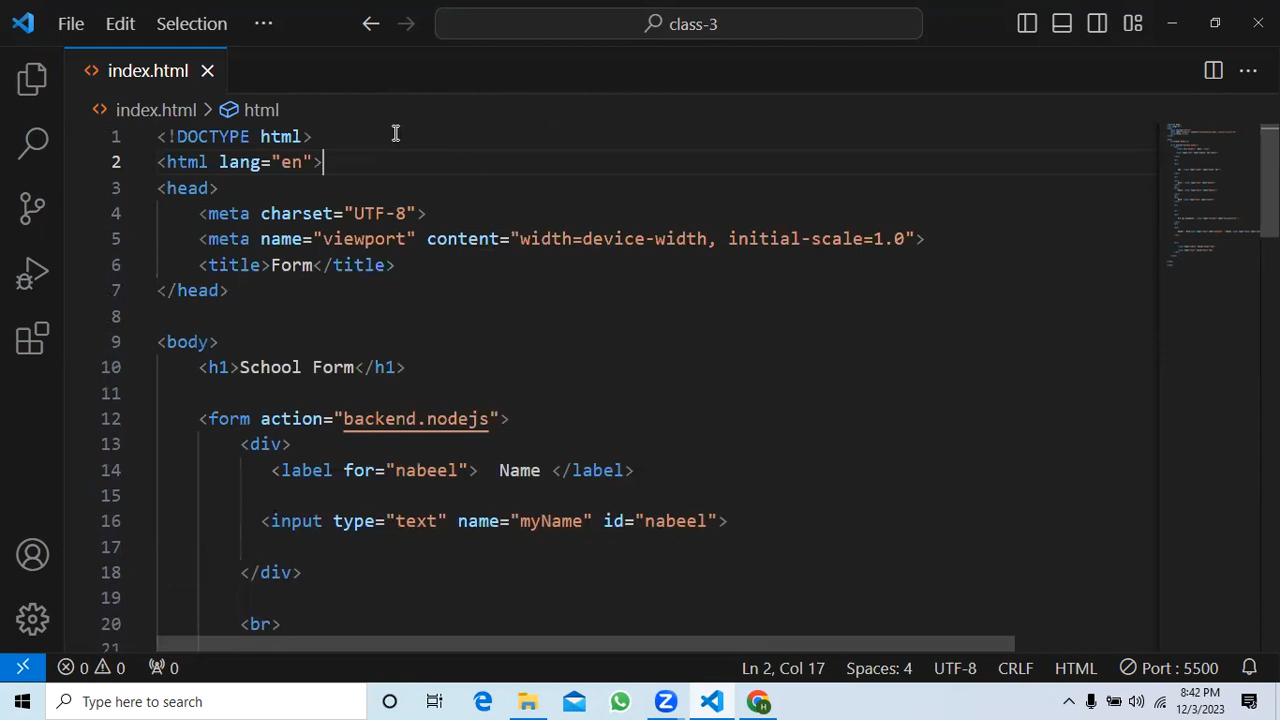 File Edit Selection ··· class-3
index.html
index.html > html
1 <!DOCTYPE html>
2 <html lang="en">
3 <head>
4 <meta charset="UTF-8">
5 <meta name="viewport" content="width=device-width, initial-scale=1.0">
6 <title>Form</title>
7 </head>
8
9 <body>
10 <h1>School Form</h1>
11
12 <form action="backend.nodejs">
13 <div>
14 <label for="nabeel">  Name </label>
15
16 <input type="text" name="myName" id="nabeel">
17
18 </div>
19
20 <br>
21
0 0 0 Ln 2, Col 17 Spaces: 4 UTF-8 CRLF HTML Port : 5500
Type here to search 8:42 PM
12/3/2023